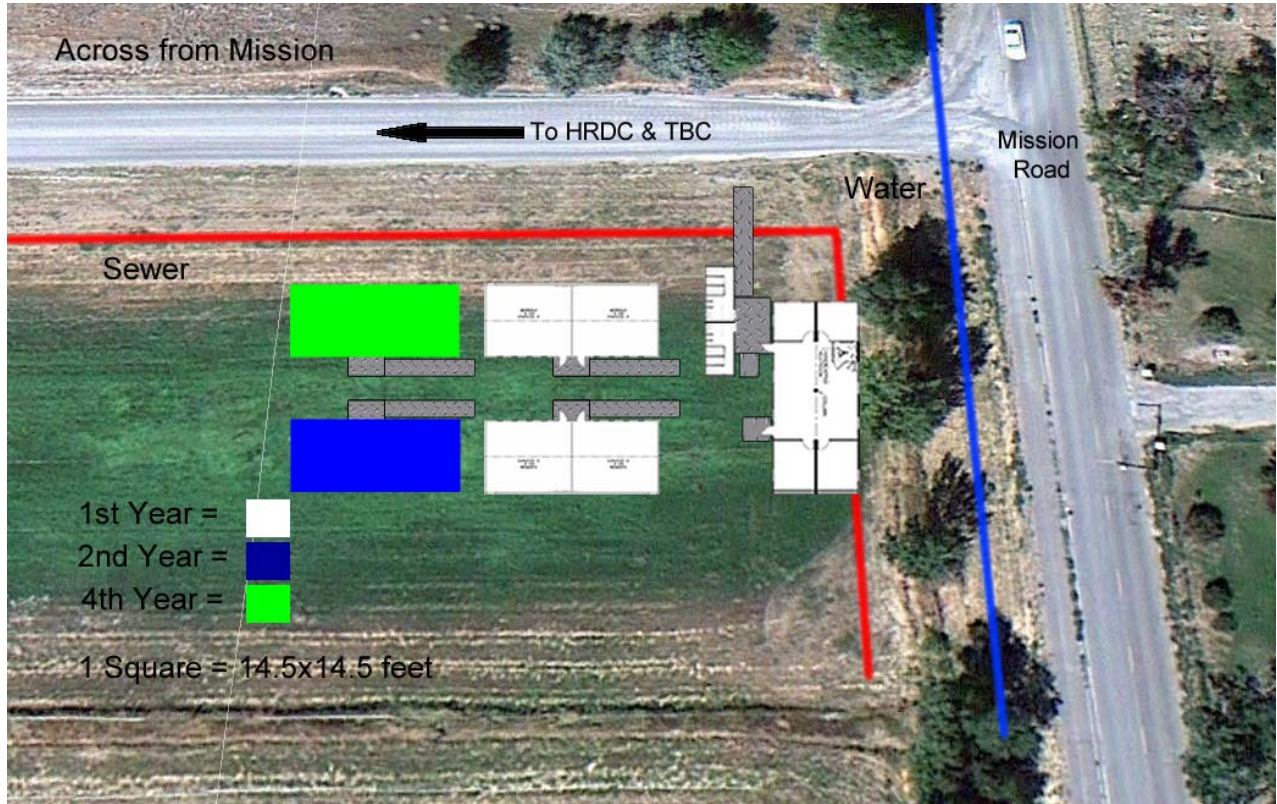 Across from Mission
To HRDC & TBC
Mission
Road
Water
Sewer
1st Year =
2nd Year =
4th Year =
1 Square = 14.5x14.5 feet